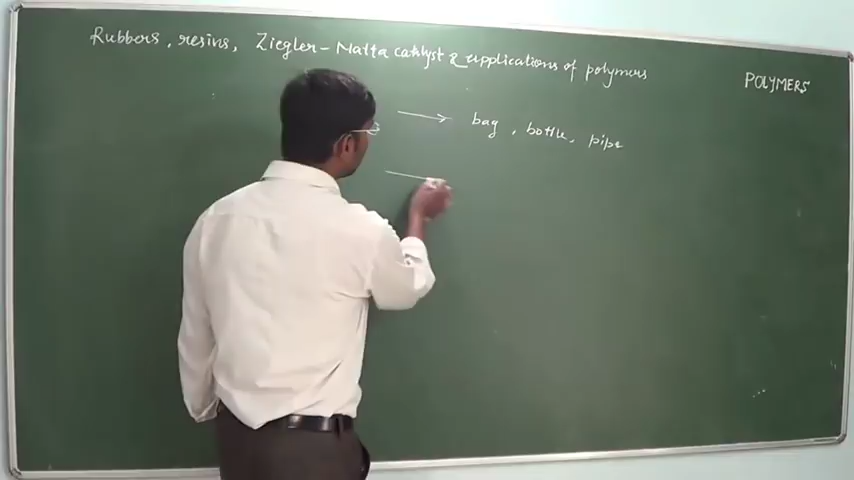 Rubbers, resins, Ziegler-Natta catalyst & applications of polymers
POLYMERS
→ bag, bottle, pipe
→